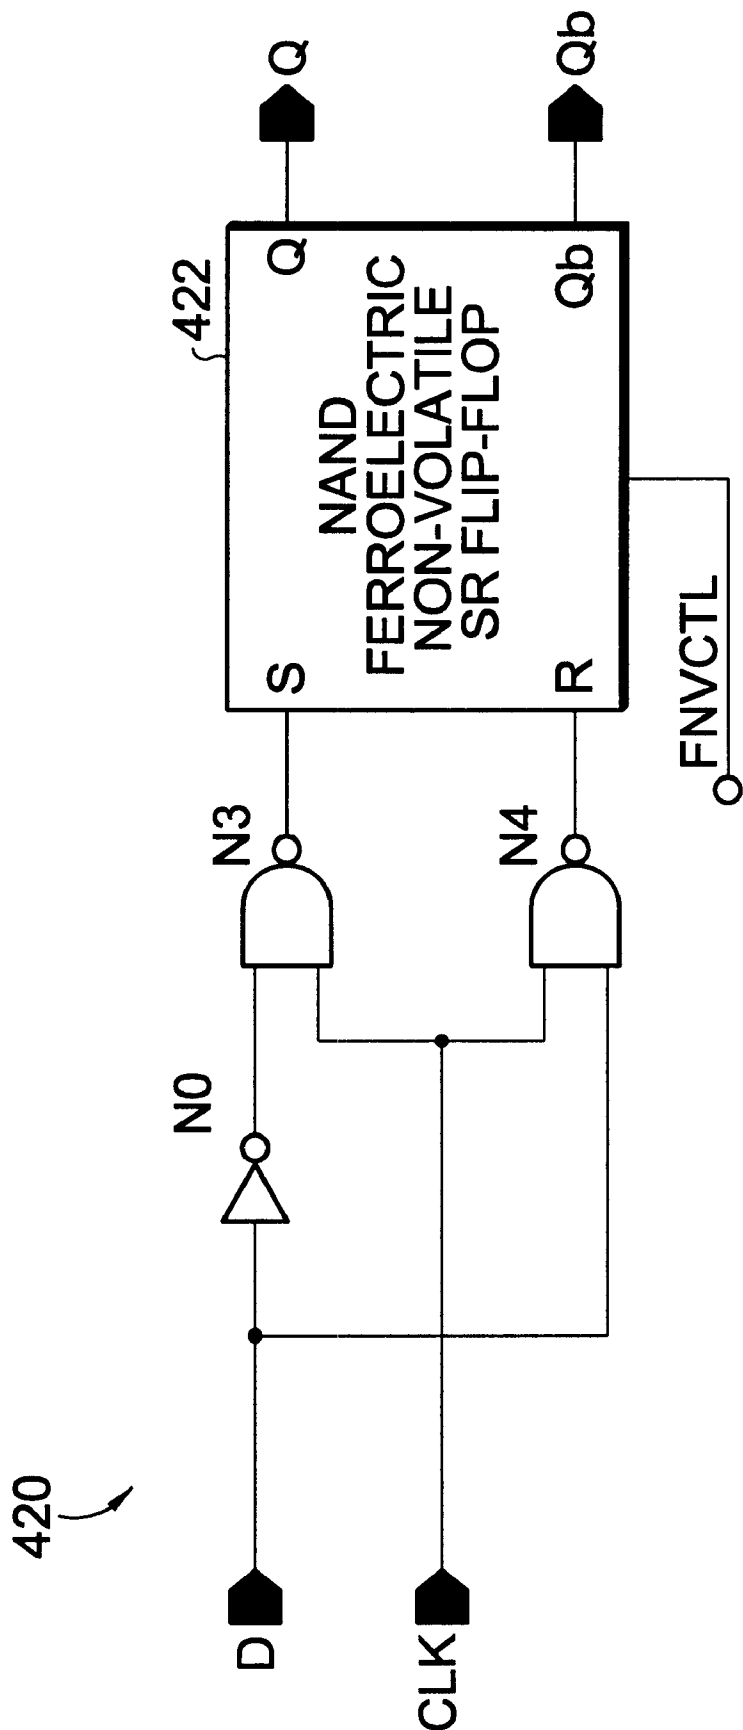 420
D
CLK
N0
N3
N4
422
S
R
NAND
FERROELECTRIC
NON-VOLATILE
SR FLIP-FLOP
Q
Qb
FNVCTL
Q
Qb